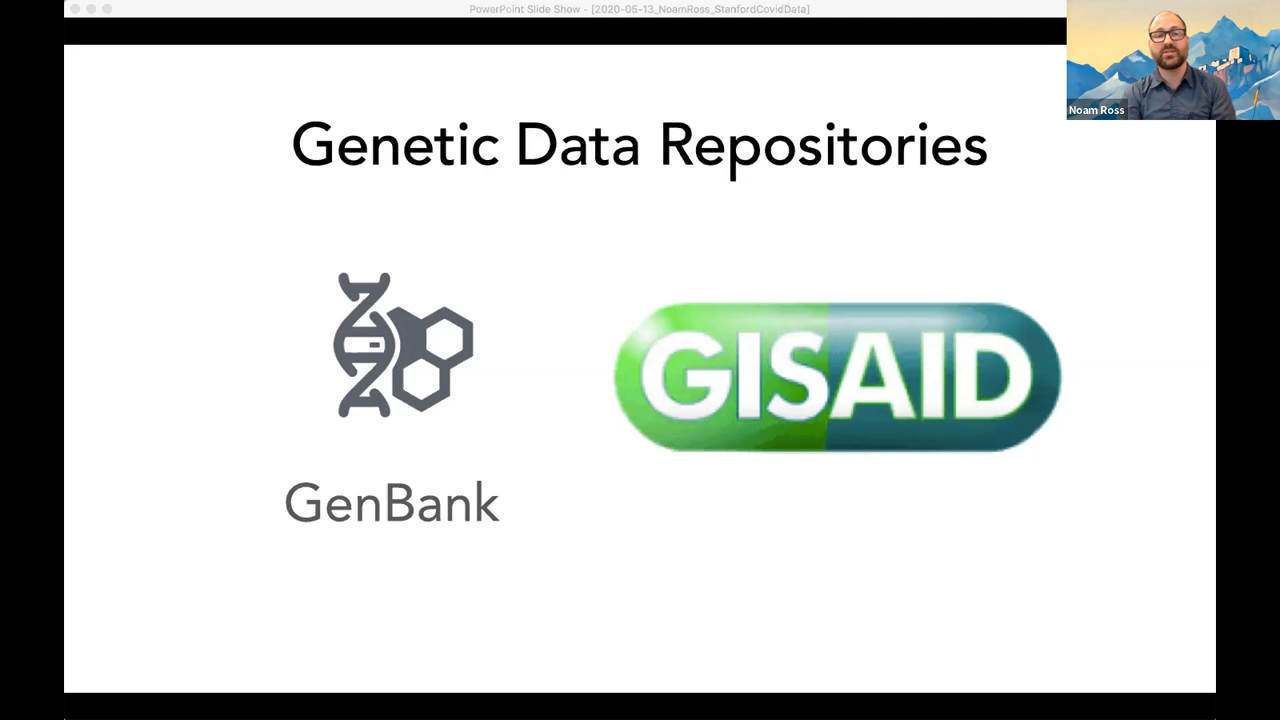 PowerPoint Slide Show - [2020-05-13_NoamRoss_StanfordCovidData]
Noam Ross
Genetic Data Repositories
GISAID
GenBank